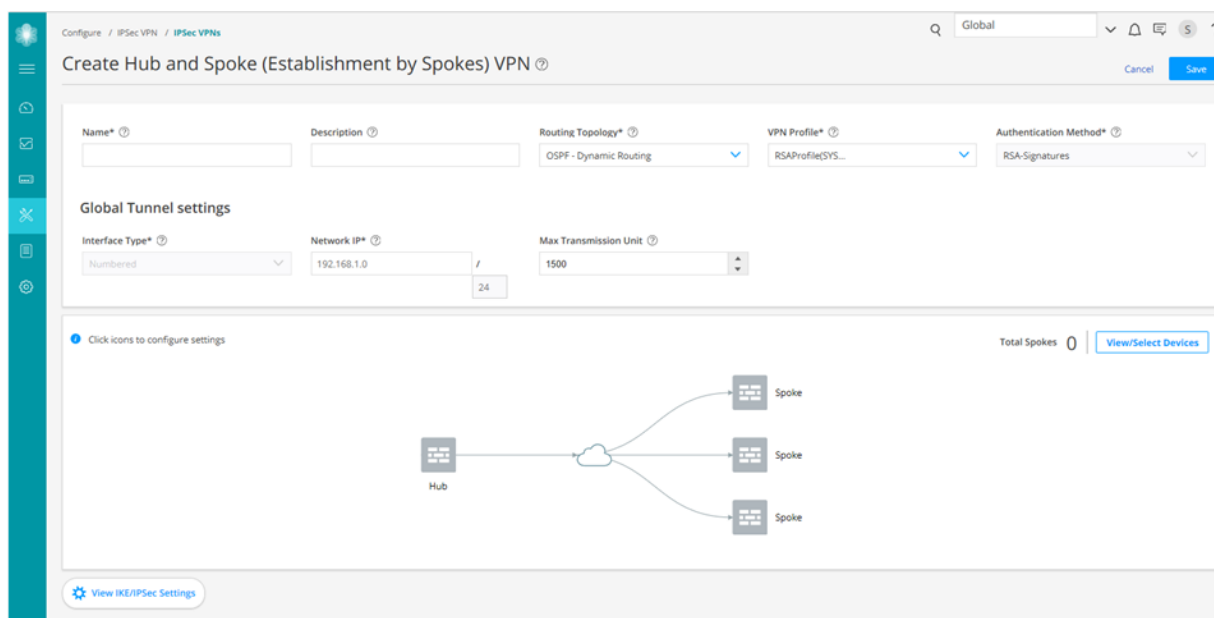 Configure / IPSec VPN / IPSec VPNs
Global
S
Create Hub and Spoke (Establishment by Spokes) VPN
Cancel
Save
Name*
Description
Routing Topology*
VPN Profile*
Authentication Method*
OSPF - Dynamic Routing
RSAProfile(SYS...
RSA-Signatures
Global Tunnel settings
Interface Type*
Network IP*
Max Transmission Unit
Numbered
192.168.1.0
/
1500
24
Click icons to configure settings
Total Spokes 0
View/Select Devices
Spoke
Spoke
Hub
Spoke
View IKE/IPSec Settings